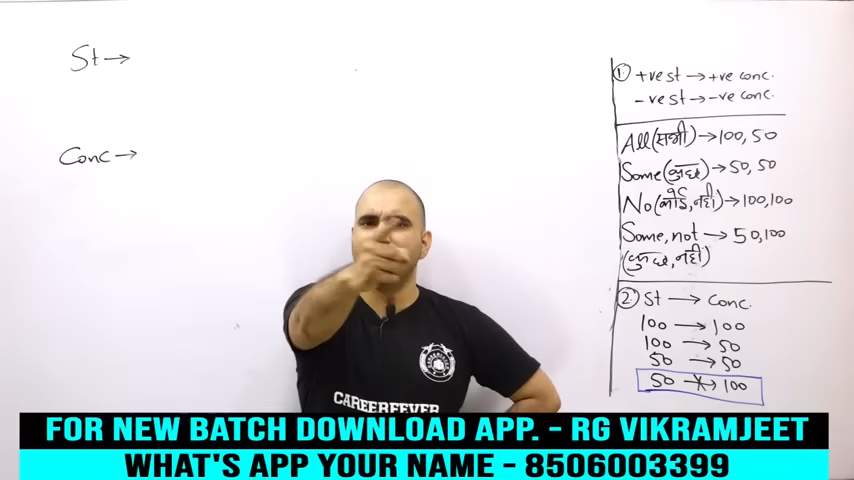 St →
Conc →
① +ve st → +ve conc.
-ve st → -ve conc.
All (सभी) → 100, 50
Some (कुछ) → 50, 50
No (कोई, नहीं) → 100, 100
Some, not → 50, 100
(कुछ, नहीं)
② St → Conc.
100 → 100
100 → 50
50 → 50
50 ↛ 100
CAREERFEVER
FOR NEW BATCH DOWNLOAD APP. - RG VIKRAMJEET
WHAT'S APP YOUR NAME - 8506003399